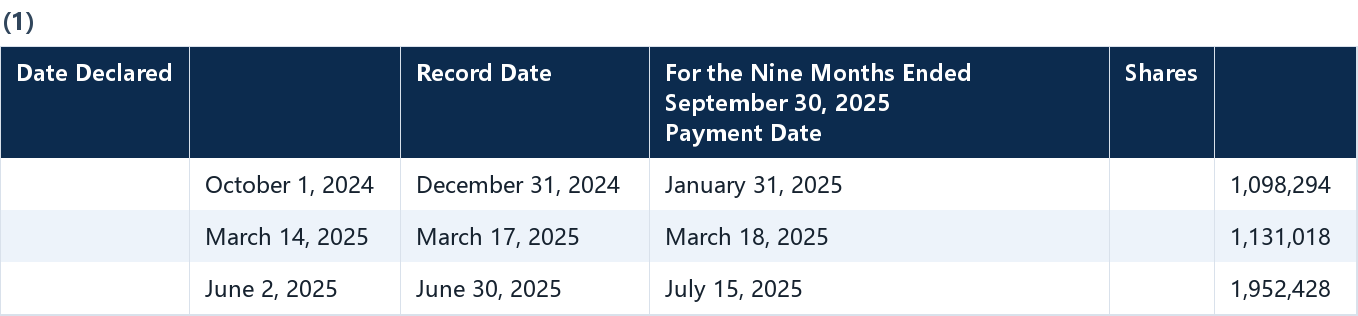 (1)
Date Declared Record Date For the Nine Months Ended Shares
September 30, 2025
Payment Date
October 1, 2024 December 31, 2024 January 31, 2025 1,098,294
March 14, 2025 March 17, 2025 March 18, 2025 1,131,018
June 2, 2025 June 30, 2025 July 15, 2025 1,952,428